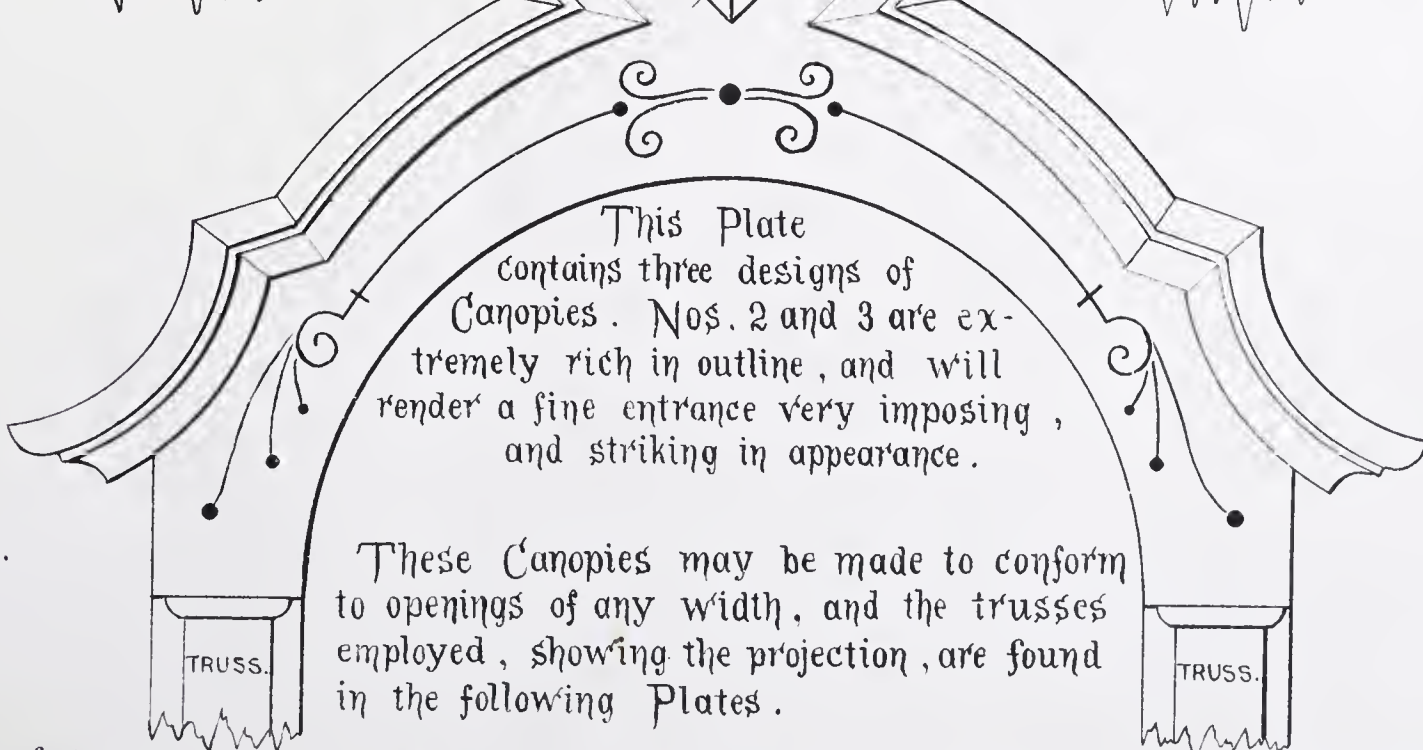 This Plate
contains three designs of
Canopies. Nos. 2 and 3 are ex-
tremely rich in outline, and will
render a fine entrance very imposing,
and striking in appearance.
These Canopies may be made to conform
to openings of any width, and the trusses
employed, showing the projection, are found
in the following Plates.
TRUSS.
TRUSS.